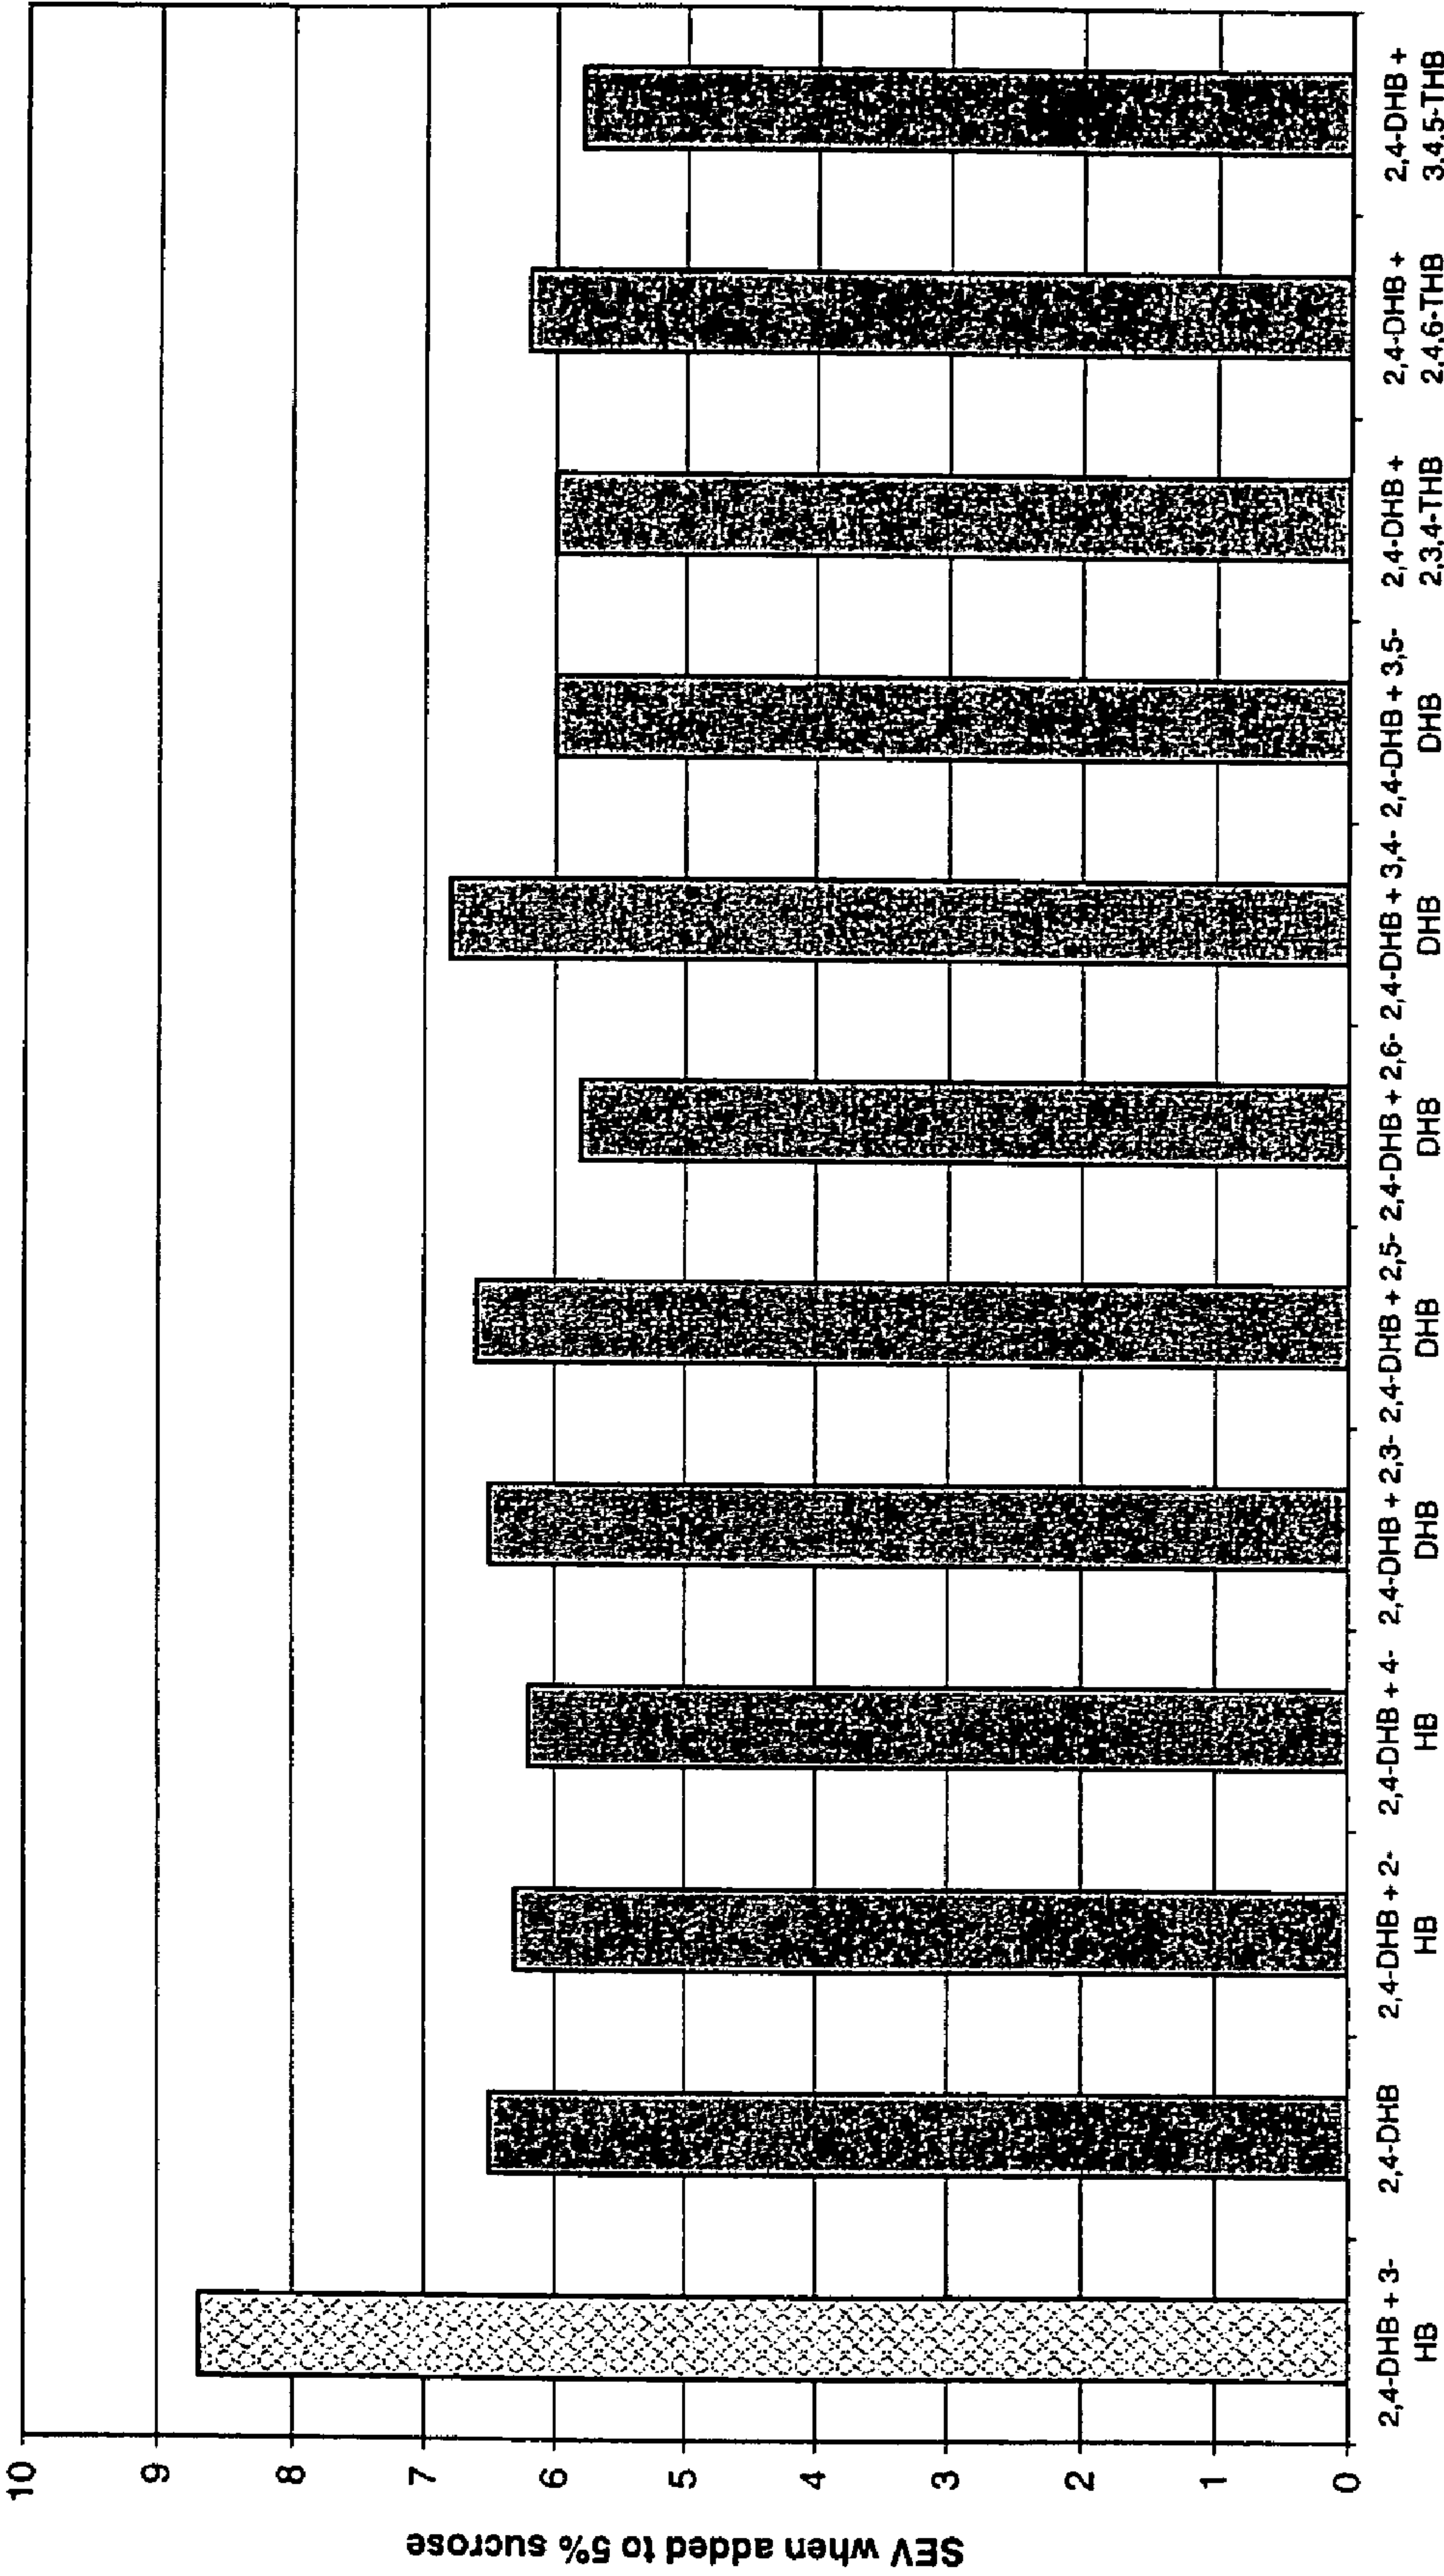 SEV when added to 5% sucrose
10
9
8
7
6
5
4
3
2
1
0
2,4-DHB + 3-
HB
2,4-DHB
2,4-DHB + 2-
HB
2,4-DHB + 4-
HB
2,4-DHB + 2,3-
DHB
2,4-DHB + 2,5-
DHB
2,4-DHB + 2,6-
DHB
2,4-DHB + 3,4-
DHB
2,4-DHB + 3,5-
DHB
2,4-DHB +
2,3,4-THB
2,4-DHB +
2,4,6-THB
2,4-DHB +
3,4,5-THB